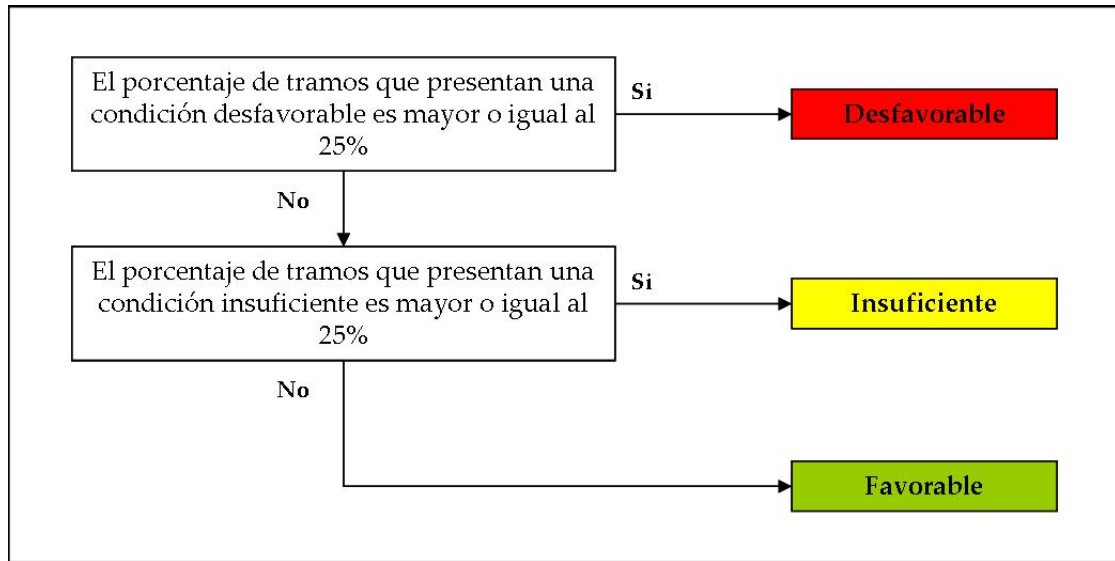 El porcentaje de tramos que presentan una
condición desfavorable es mayor o igual al
25%
Si
Desfavorable
No
El porcentaje de tramos que presentan una
condición insuficiente es mayor o igual al
25%
Si
Insuficiente
No
Favorable